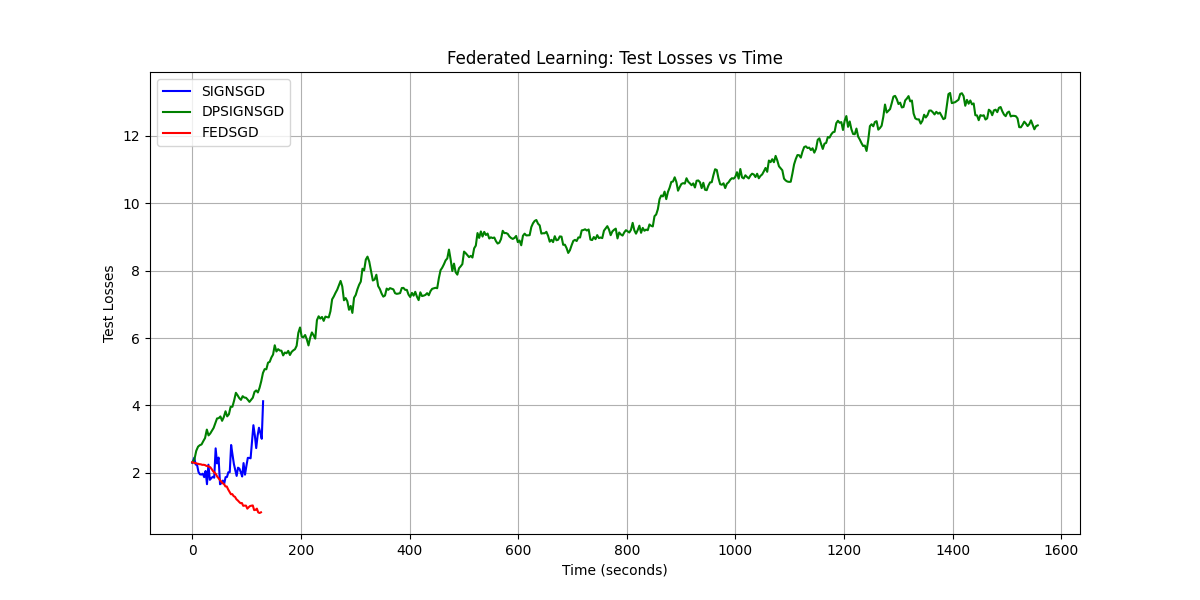 Federated Learning: Test Losses vs Time
SIGNSGD
DPSIGNSGD
FEDSGD
Test Losses
12
10
8
6
4
2
0 200 400 600 800 1000 1200 1400 1600
Time (seconds)